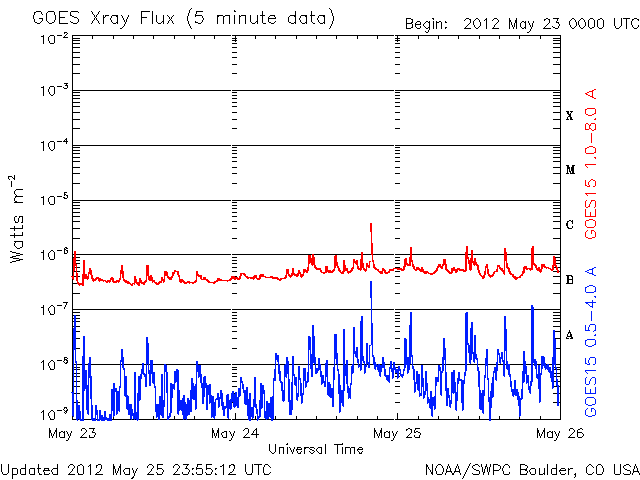 GOES Xray Flux (5 minute data)
Begin: 2012 May 23 0000 UTC
10⁻²
10⁻³
10⁻⁴
10⁻⁵
10⁻⁶
10⁻⁷
10⁻⁸
10⁻⁹
Watts m⁻²
X
M
C
B
A
GOES15 1.0-8.0 A
GOES15 0.5-4.0 A
May 23
May 24
May 25
May 26
Universal Time
Updated 2012 May 25 23:55:12 UTC
NOAA/SWPC Boulder, CO USA